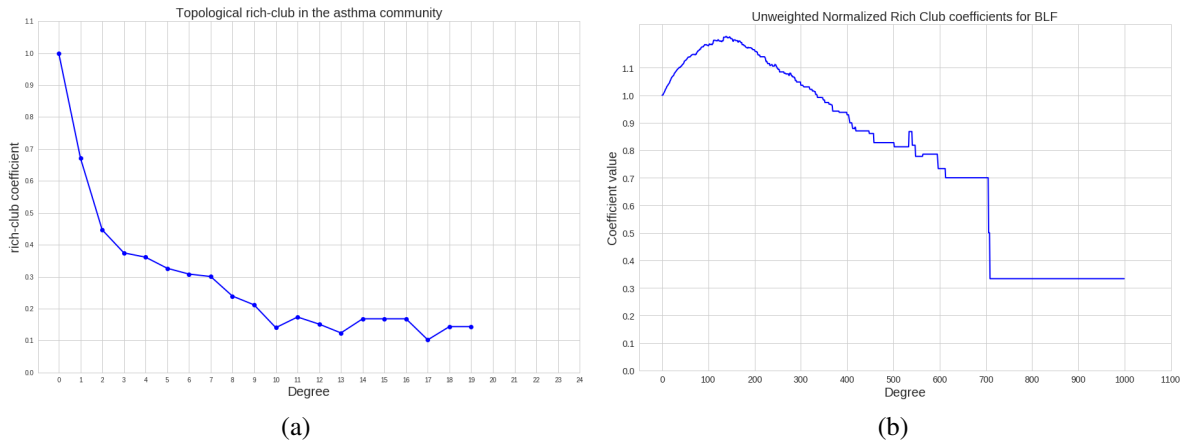 Topological rich-club in the asthma community
1.1
1.0
0.9
0.8
0.7
0.6
0.5
0.4
0.3
0.2
0.1
0.0
rich-club coefficient
0 1 2 3 4 5 6 7 8 9 10 11 12 13 14 15 16 17 18 19 20 21 22 23 24
Degree
(a)
Unweighted Normalized Rich Club coefficients for BLF
1.1
1.0
0.9
0.8
0.7
0.6
0.5
0.4
0.3
0.2
0.1
0.0
Coefficient value
0 100 200 300 400 500 600 700 800 900 1000 1100
Degree
(b)